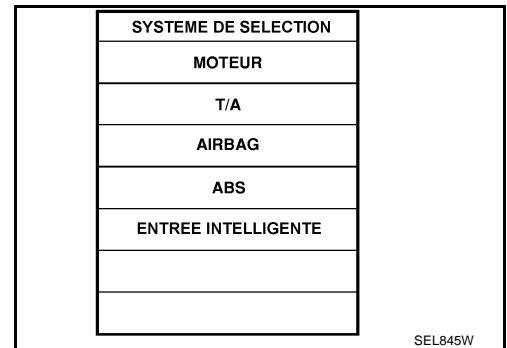 SYSTEME DE SELECTION
MOTEUR
T/A
AIRBAG
ABS
ENTREE INTELLIGENTE
SEL845W